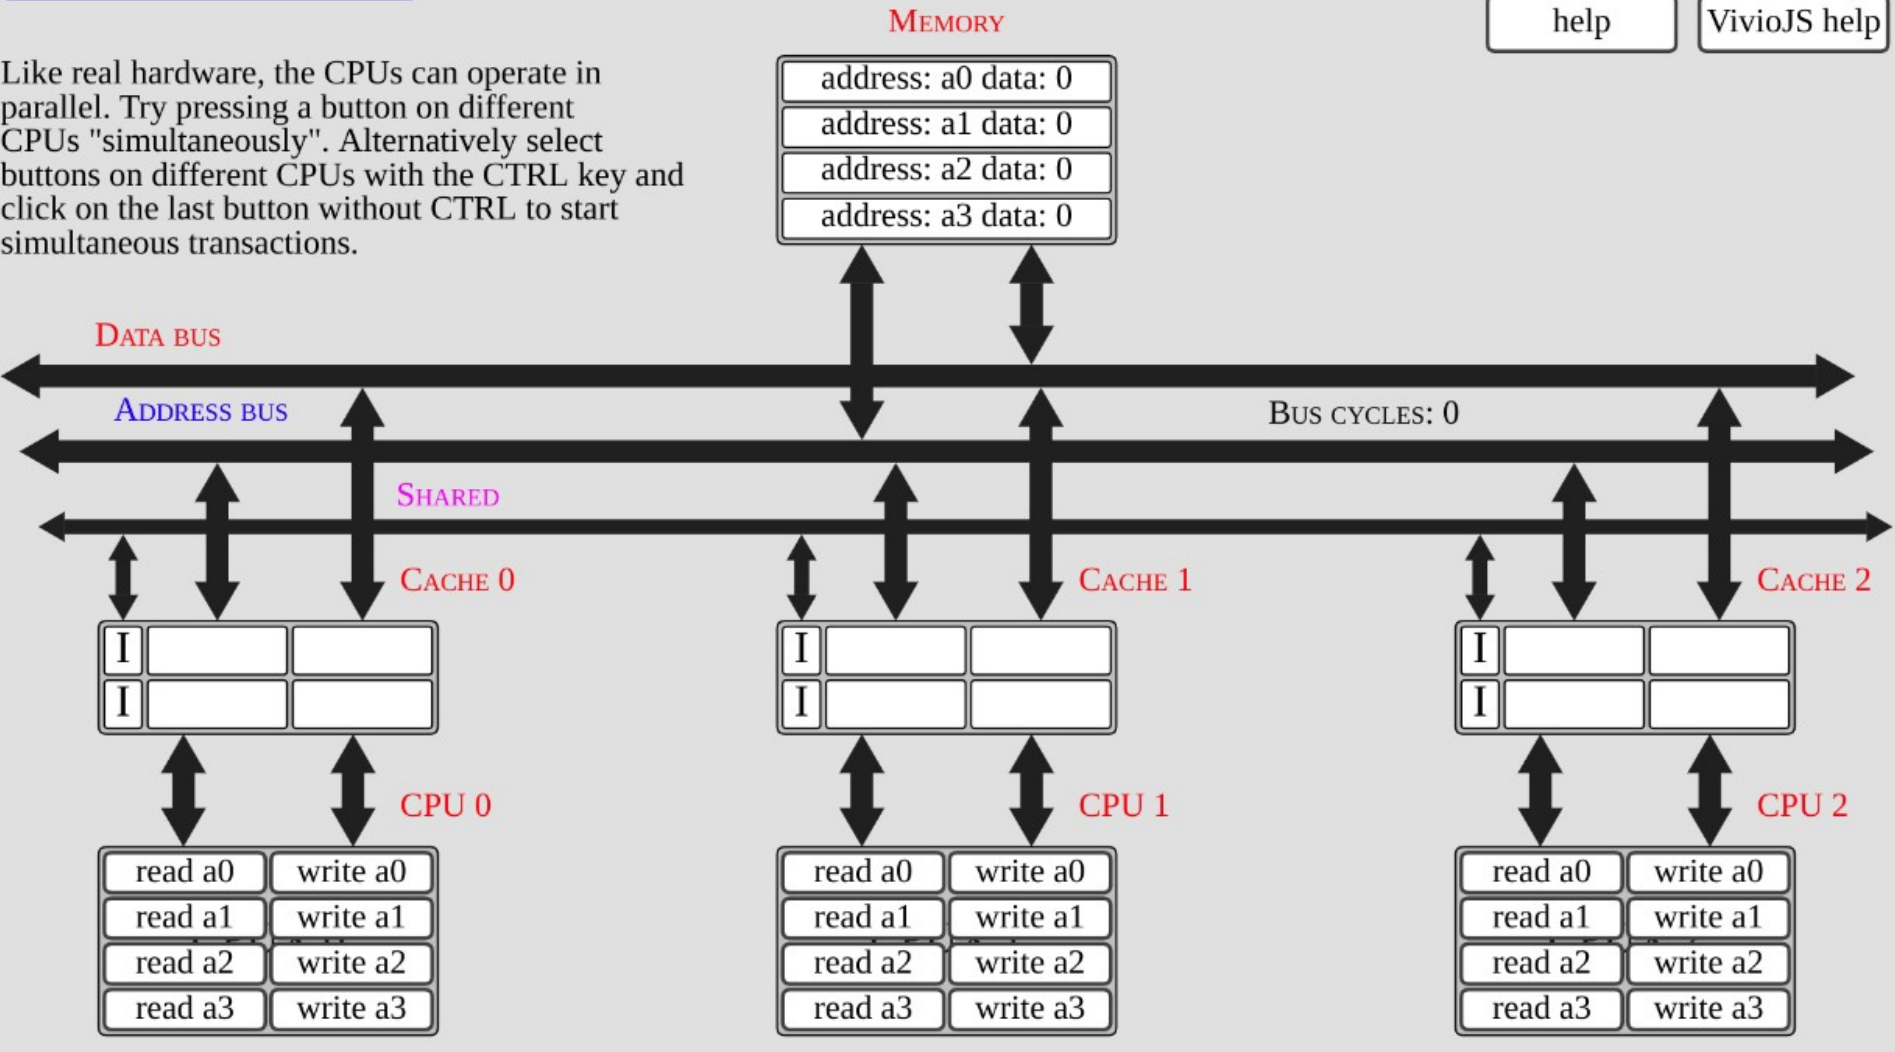 MEMORY
help
VivioJS help
Like real hardware, the CPUs can operate in
parallel. Try pressing a button on different
CPUs "simultaneously". Alternatively select
buttons on different CPUs with the CTRL key and
click on the last button without CTRL to start
simultaneous transactions.
address: a0 data: 0
address: a1 data: 0
address: a2 data: 0
address: a3 data: 0
DATA BUS
ADDRESS BUS
BUS CYCLES: 0
SHARED
CACHE 0
CACHE 1
CACHE 2
I
I
I
I
I
I
CPU 0
CPU 1
CPU 2
read a0 write a0
read a1 write a1
read a2 write a2
read a3 write a3
read a0 write a0
read a1 write a1
read a2 write a2
read a3 write a3
read a0 write a0
read a1 write a1
read a2 write a2
read a3 write a3